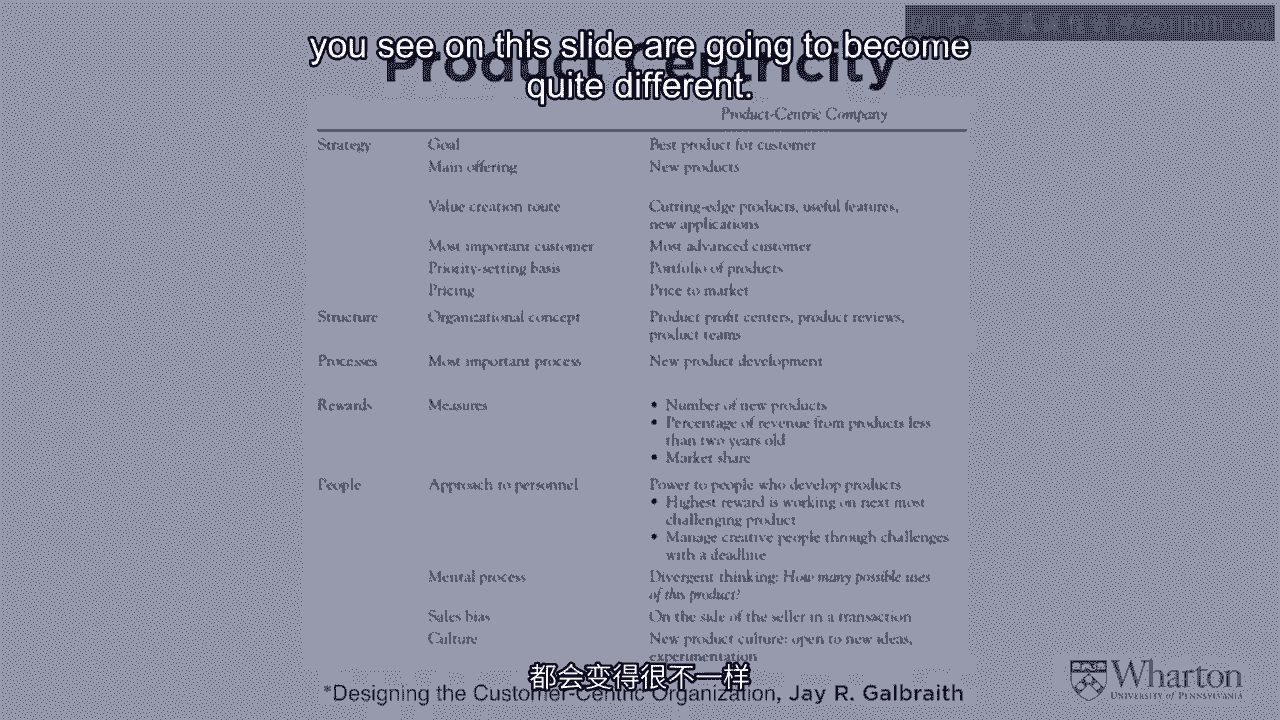 you see on this slide are going to become
quite different.
Product Centricity
Product-Centric Company
Strategy Goal Best product for customer
Main offering New products
Value creation route Cutting-edge products, useful features,
new applications
Most important customer Most advanced customer
Priority-setting basis Portfolio of products
Pricing Price to market
Structure Organizational concept Product profit centers, product reviews,
product teams
Processes Most important process New product development
Rewards Measures • Number of new products
• Percentage of revenue from products less
than two years old
• Market share
People Approach to personnel Power to people who develop products
• Highest reward is working on next most
challenging product
• Manage creative people through challenges
with a deadline
Mental process Divergent thinking: How many possible uses
of this product?
Sales bias On the side of the seller in a transaction
Culture New product culture: open to new ideas,
experimentation
都会变得很不一样
*Designing the Customer-Centric Organization, Jay R. Galbraith
Wharton
UNIVERSITY OF PENNSYLVANIA